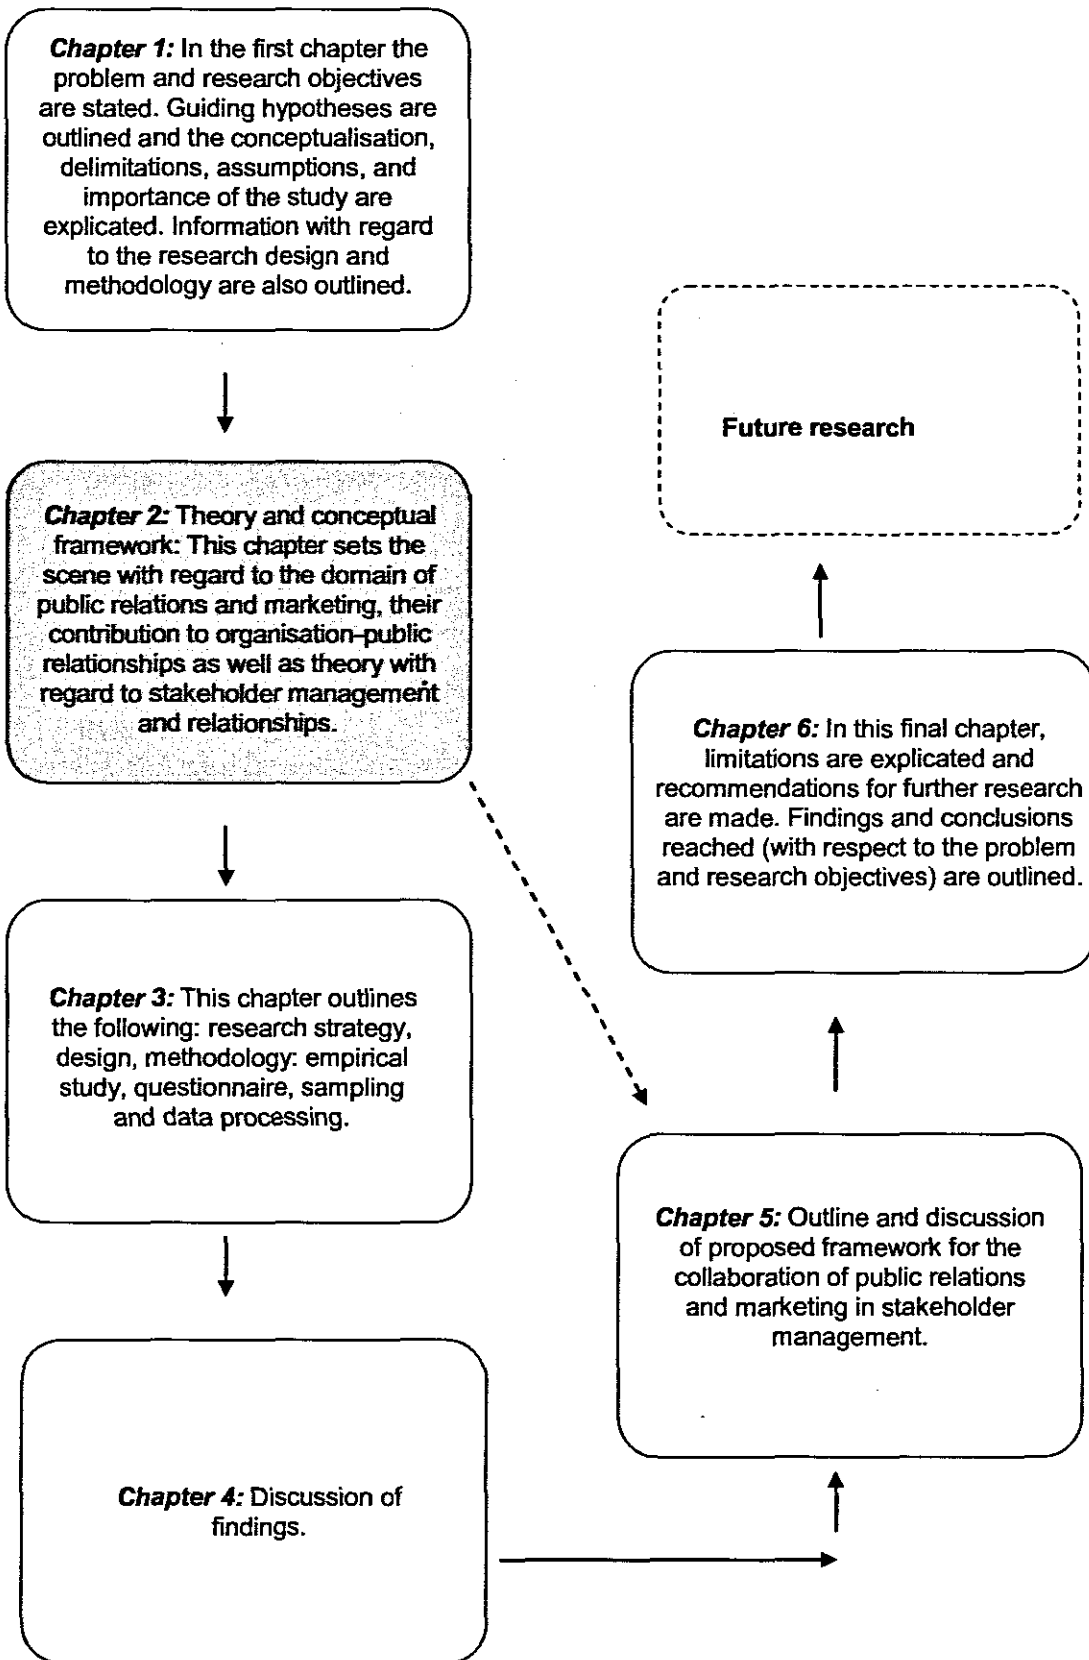 Chapter 1: In the first chapter the
problem and research objectives
are stated. Guiding hypotheses are
outlined and the conceptualisation,
delimitations, assumptions, and
importance of the study are
explicated. Information with regard
to the research design and
methodology are also outlined.
Chapter 2: Theory and conceptual
framework: This chapter sets the
scene with regard to the domain of
public relations and marketing, their
contribution to organisation–public
relationships as well as theory with
regard to stakeholder management
and relationships.
Chapter 3: This chapter outlines
the following: research strategy,
design, methodology: empirical
study, questionnaire, sampling
and data processing.
Chapter 4: Discussion of
findings.
Chapter 5: Outline and discussion
of proposed framework for the
collaboration of public relations
and marketing in stakeholder
management.
Chapter 6: In this final chapter,
limitations are explicated and
recommendations for further research
are made. Findings and conclusions
reached (with respect to the problem
and research objectives) are outlined.
Future research